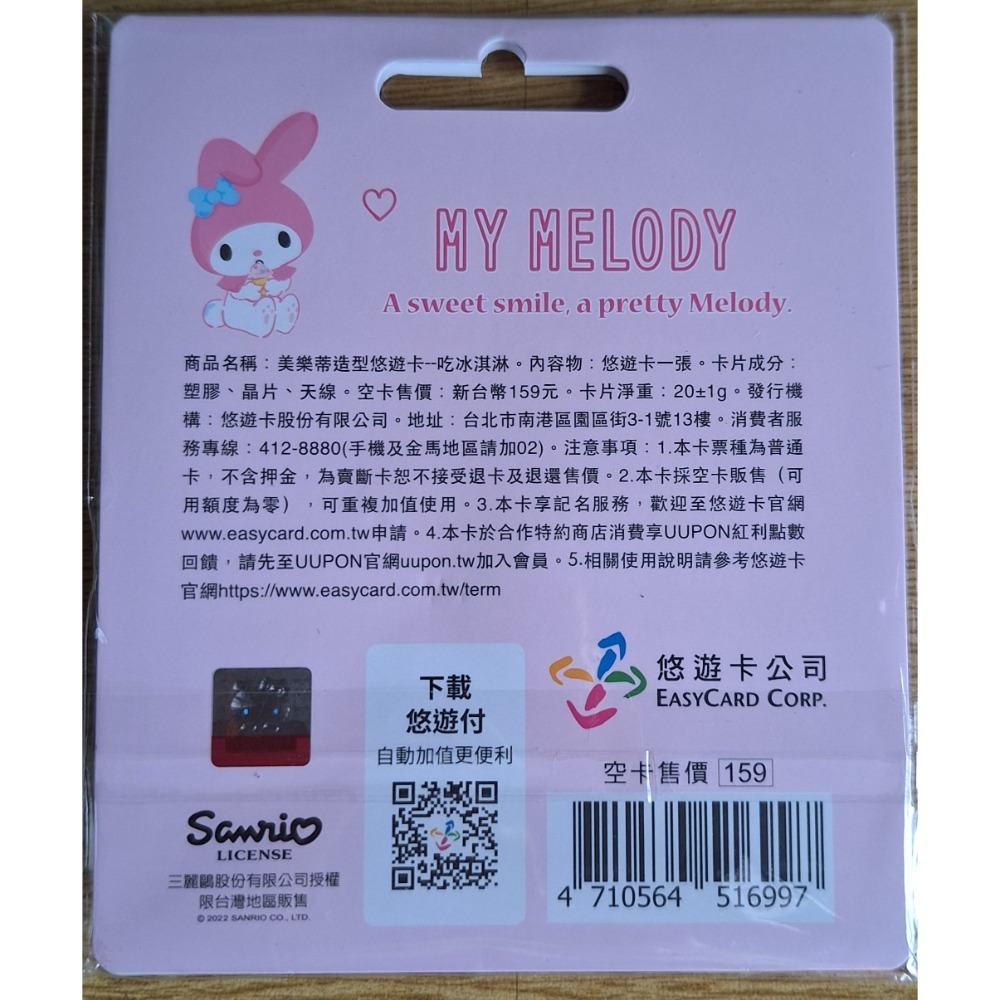 MY MELODY
A sweet smile, a pretty Melody.
商品名稱：美樂蒂造型悠遊卡--吃冰淇淋。內容物：悠遊卡一張。卡片成分：
塑膠、晶片、天線。空卡售價：新台幣159元。卡片淨重：20±1g。發行機
構：悠遊卡股份有限公司。地址：台北市南港區園區街3-1號13樓。消費者服
務專線：412-8880(手機及金馬地區請加02)。注意事項：1.本卡票種為普通
卡，不含押金，為賣斷卡恕不接受退卡及退還售價。2.本卡採空卡販售（可
用額度為零），可重複加值使用。3.本卡享記名服務，歡迎至悠遊卡官網
www.easycard.com.tw申請。4.本卡於合作特約商店消費享UUPON紅利點數
回饋，請先至UUPON官網uupon.tw加入會員。5.相關使用說明請參考悠遊卡
官網https://www.easycard.com.tw/term
悠遊卡公司
EASYCARD CORP.
下載
悠遊付
自動加值更便利
空卡售價 159
Sanrio
LICENSE
三麗鷗股份有限公司授權
限台灣地區販售
© 2022 SANRIO CO., LTD.
4 710564 516997